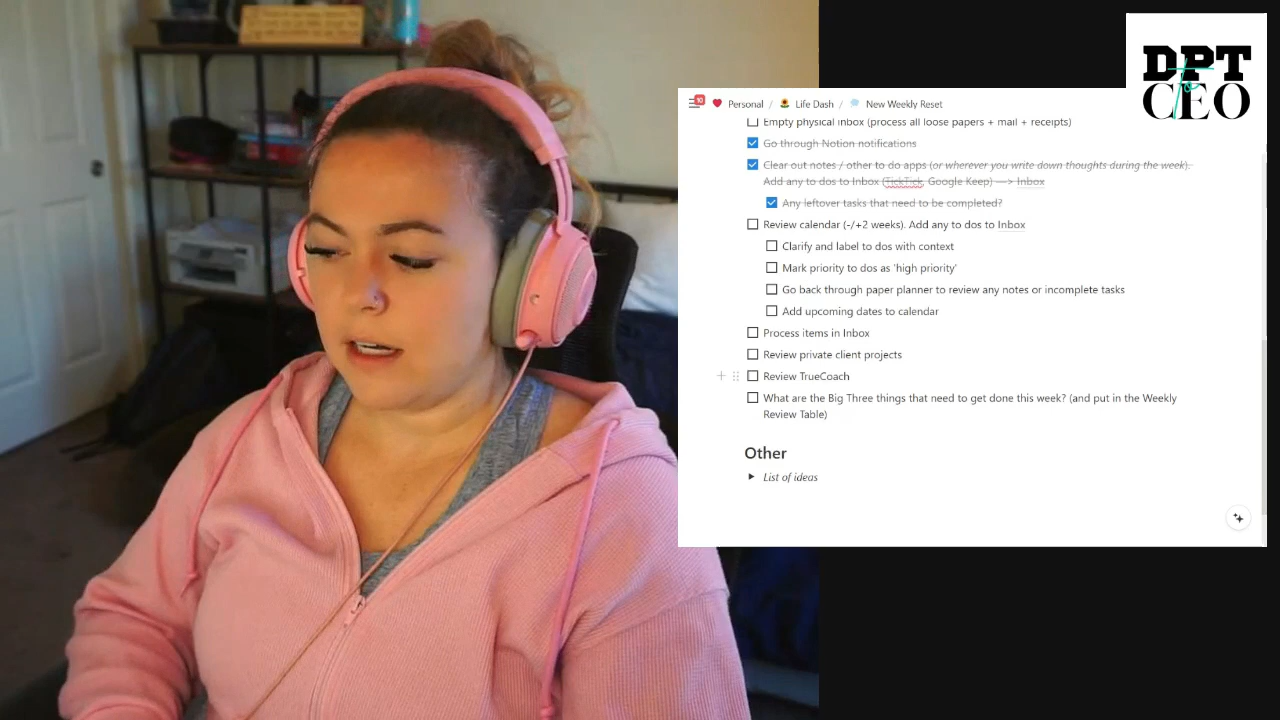 DPT
to
CEO
10
Personal / Life Dash / New Weekly Reset
Empty physical inbox (process all loose papers + mail + receipts)
Go through Notion notifications
Clear out notes / other to do apps (or wherever you write down thoughts during the week).
Add any to dos to Inbox (TickTick, Google Keep) —> Inbox
Any leftover tasks that need to be completed?
Review calendar (-/+2 weeks). Add any to dos to Inbox
Clarify and label to dos with context
Mark priority to dos as 'high priority'
Go back through paper planner to review any notes or incomplete tasks
Add upcoming dates to calendar
Process items in Inbox
Review private client projects
Review TrueCoach
What are the Big Three things that need to get done this week? (and put in the Weekly
Review Table)
Other
List of ideas